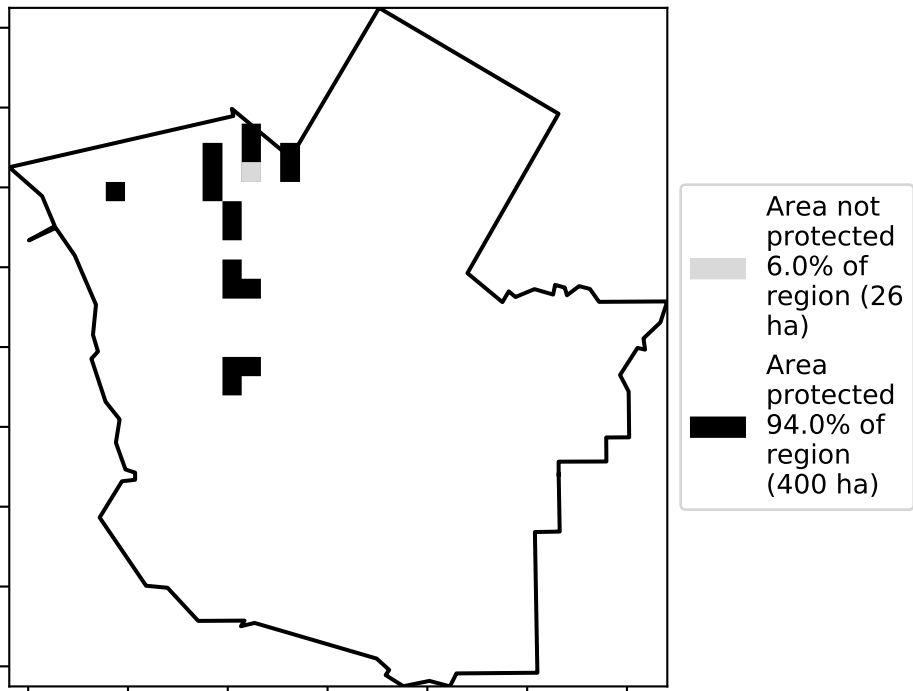 Area not
protected
6.0% of
region (26
ha)
Area
protected
94.0% of
region
(400 ha)